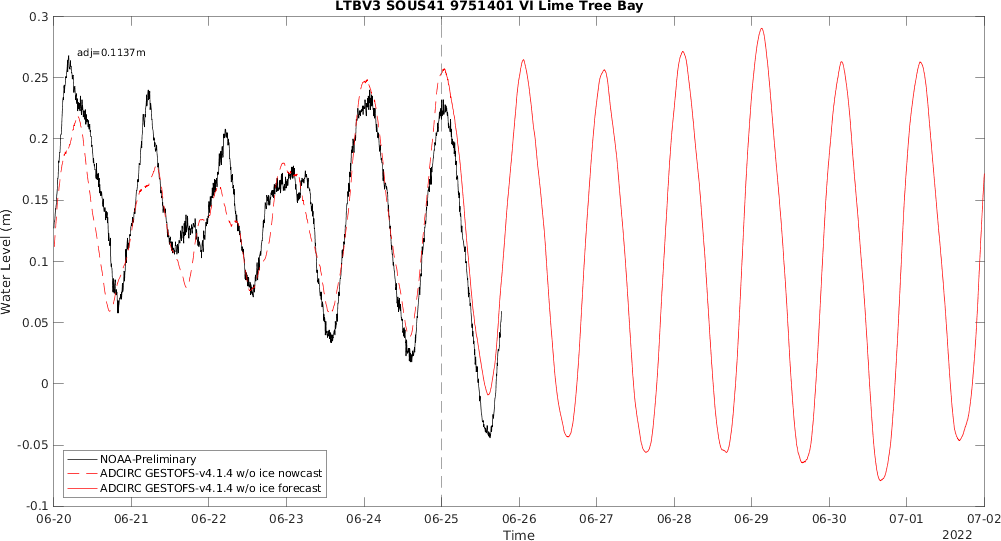 LTBV3 SOUS41 9751401 VI Lime Tree Bay
adj=0.1137m
0.3
0.25
0.2
0.15
0.1
0.05
0
-0.05
-0.1
Water Level (m)
NOAA-Preliminary
ADCIRC GESTOFS-v4.1.4 w/o ice nowcast
ADCIRC GESTOFS-v4.1.4 w/o ice forecast
06-20 06-21 06-22 06-23 06-24 06-25 06-26 06-27 06-28 06-29 06-30 07-01 07-02
Time
2022